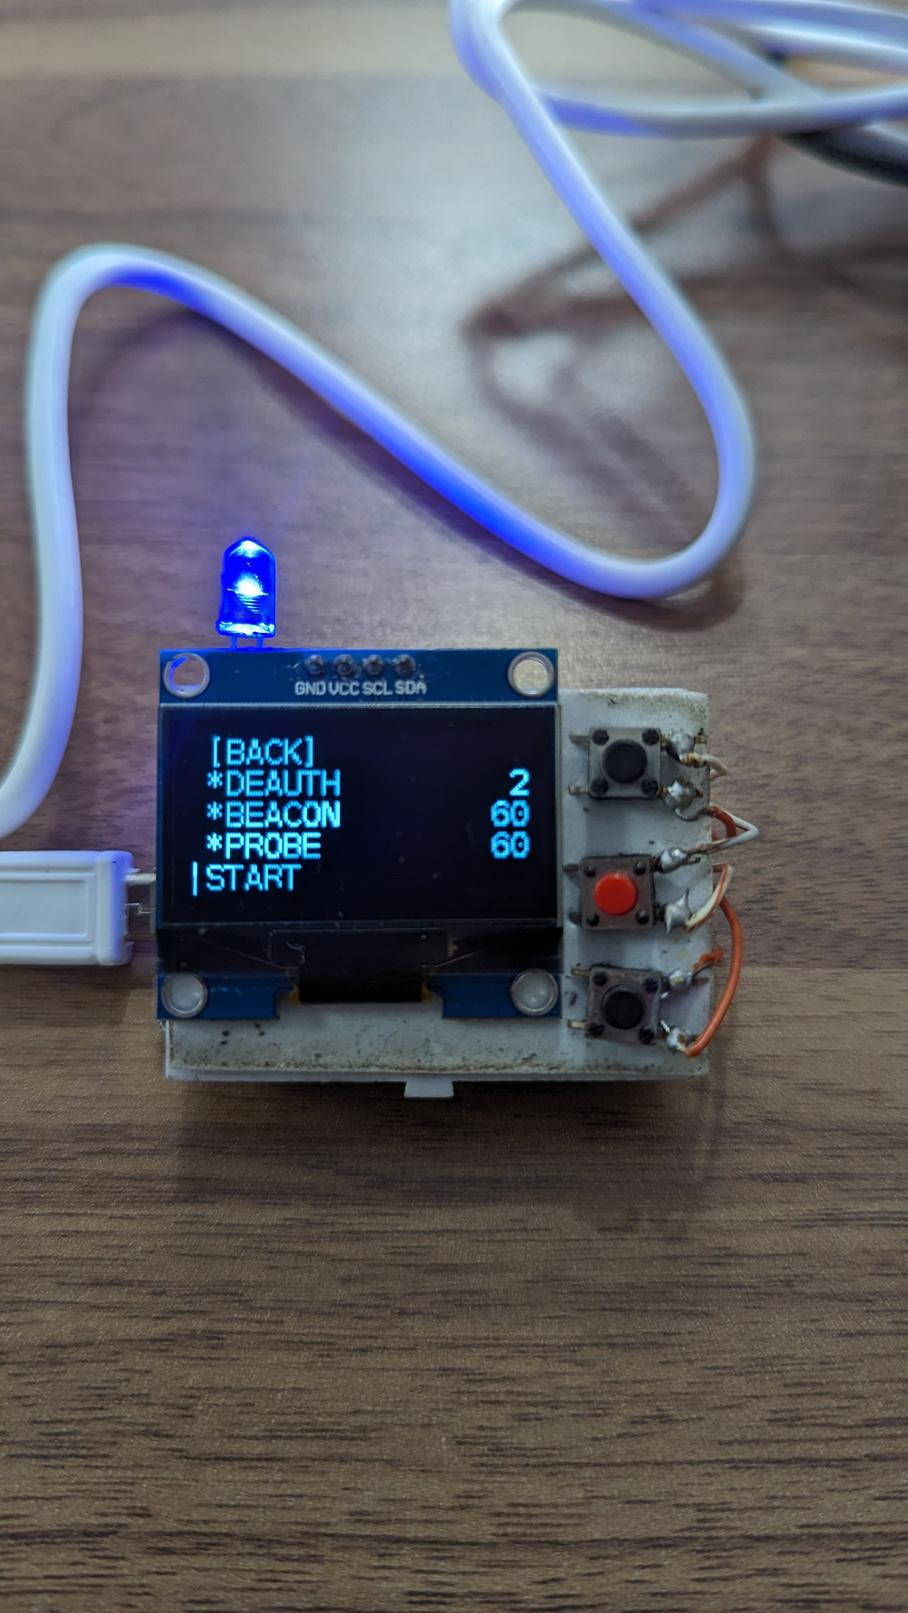 GND VCC SCL SDA
[BACK]
*DEAUTH 2
*BEACON 60
*PROBE 60
|START